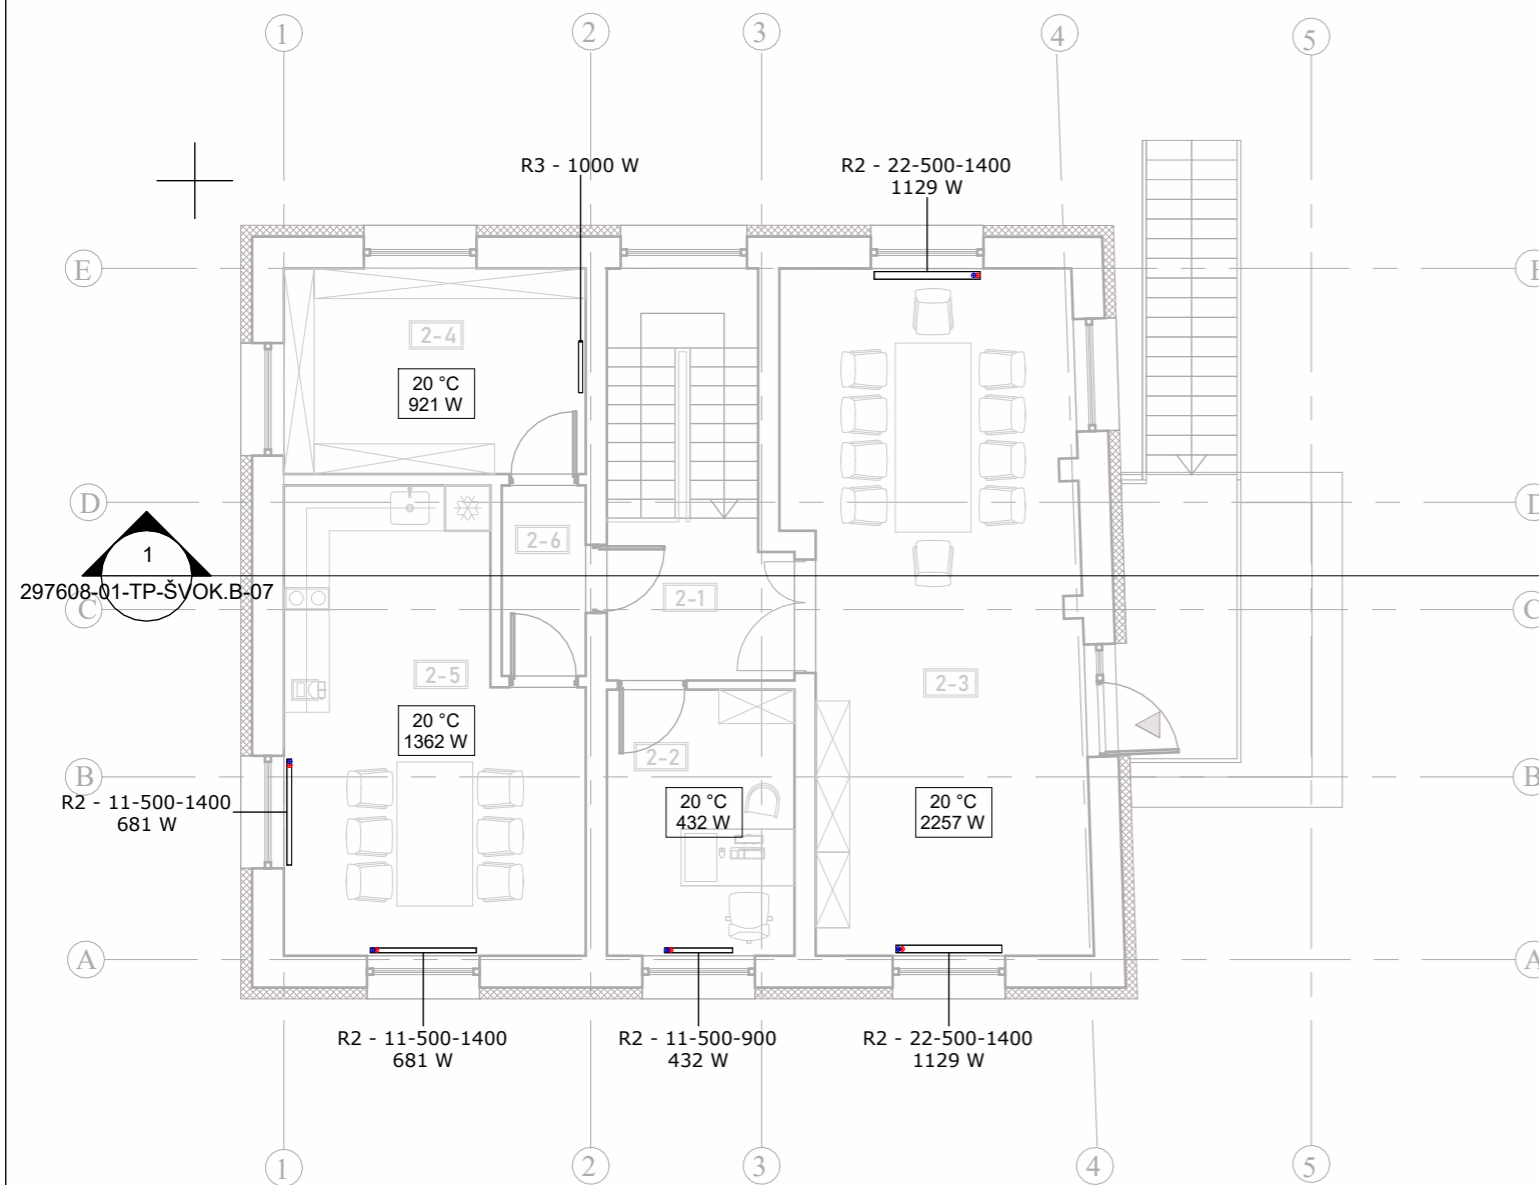 1
2
3
4
5
R3 - 1000 W
R2 - 22-500-1400
1129 W
E
E
2-4
20 °C
921 W
D
D
2-6
1
297608-01-TP-ŠVOK.B-07
C
C
2-1
2-5
2-3
20 °C
1362 W
2-2
B
B
R2 - 11-500-1400
681 W
20 °C
432 W
20 °C
2257 W
A
A
R2 - 11-500-1400
681 W
R2 - 11-500-900
432 W
R2 - 22-500-1400
1129 W
1
2
3
4
5